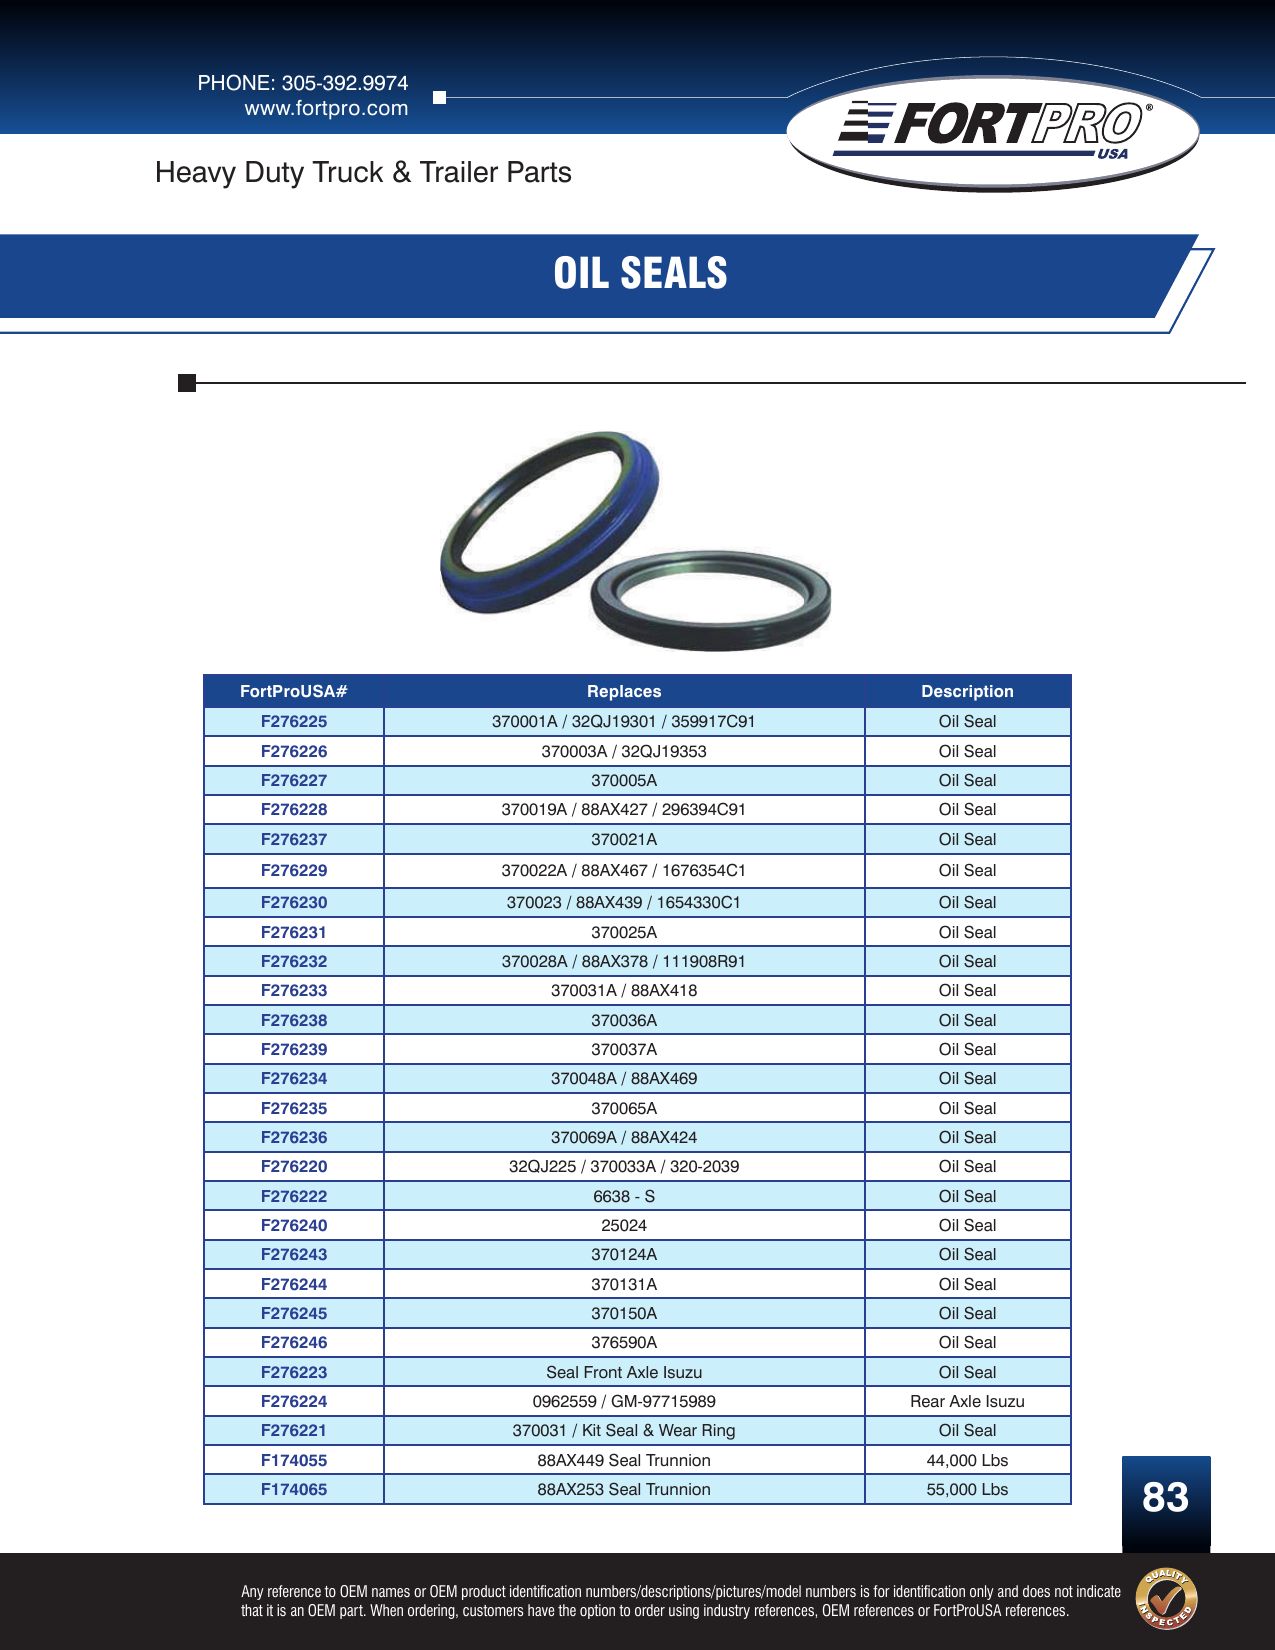 PHONE: 305-392.9974
www.fortpro.com
FORTPRO®
USA
Heavy Duty Truck & Trailer Parts
OIL SEALS
FortProUSA# Replaces Description
F276225 370001A / 32QJ19301 / 359917C91 Oil Seal
F276226 370003A / 32QJ19353 Oil Seal
F276227 370005A Oil Seal
F276228 370019A / 88AX427 / 296394C91 Oil Seal
F276237 370021A Oil Seal
F276229 370022A / 88AX467 / 1676354C1 Oil Seal
F276230 370023 / 88AX439 / 1654330C1 Oil Seal
F276231 370025A Oil Seal
F276232 370028A / 88AX378 / 111908R91 Oil Seal
F276233 370031A / 88AX418 Oil Seal
F276238 370036A Oil Seal
F276239 370037A Oil Seal
F276234 370048A / 88AX469 Oil Seal
F276235 370065A Oil Seal
F276236 370069A / 88AX424 Oil Seal
F276220 32QJ225 / 370033A / 320-2039 Oil Seal
F276222 6638 - S Oil Seal
F276240 25024 Oil Seal
F276243 370124A Oil Seal
F276244 370131A Oil Seal
F276245 370150A Oil Seal
F276246 376590A Oil Seal
F276223 Seal Front Axle Isuzu Oil Seal
F276224 0962559 / GM-97715989 Rear Axle Isuzu
F276221 370031 / Kit Seal & Wear Ring Oil Seal
F174055 88AX449 Seal Trunnion 44,000 Lbs
F174065 88AX253 Seal Trunnion 55,000 Lbs
83
Any reference to OEM names or OEM product identification numbers/descriptions/pictures/model numbers is for identification only and does not indicate
that it is an OEM part. When ordering, customers have the option to order using industry references, OEM references or FortProUSA references.
QUALITY
INSPECTED